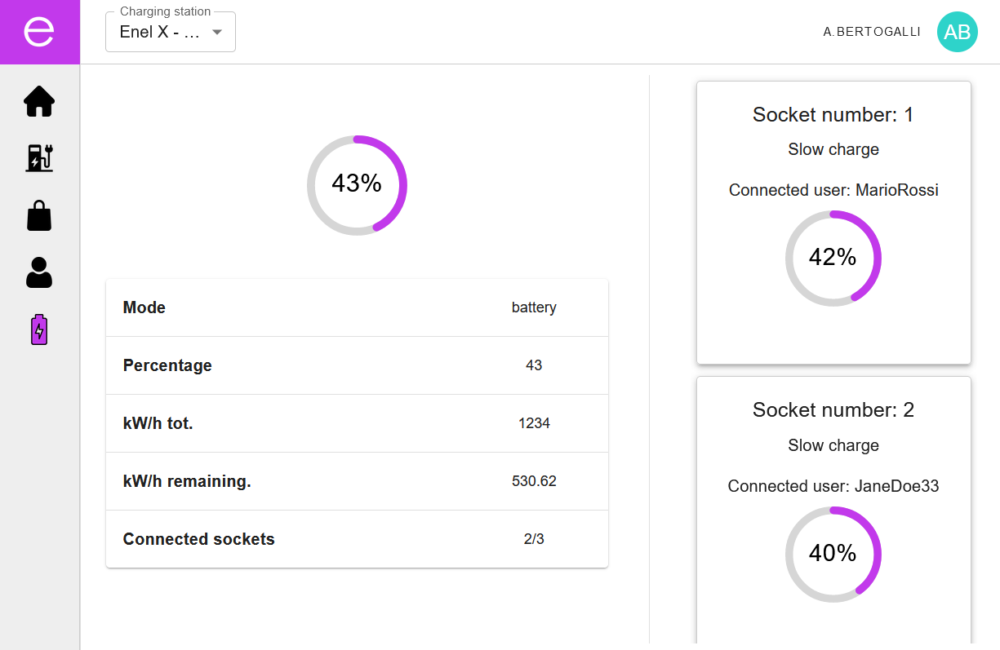 e
Charging station
Enel X - ...
A.BERTOGALLI
AB
43%
Mode battery
Percentage 43
kW/h tot. 1234
kW/h remaining. 530.62
Connected sockets 2/3
Socket number: 1
Slow charge
Connected user: MarioRossi
42%
Socket number: 2
Slow charge
Connected user: JaneDoe33
40%